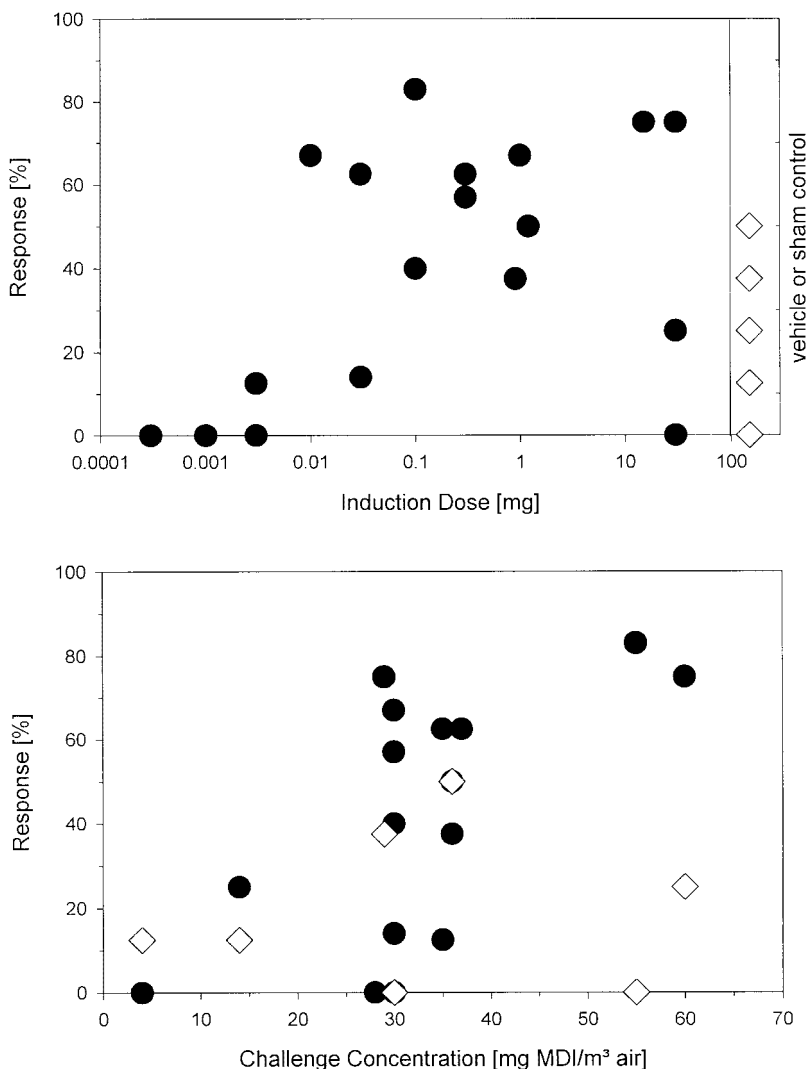 100
80
60
40
20
0
Response [%]
0.0001 0.001 0.01 0.1 1 10 100
Induction Dose [mg]
vehicle or sham control
100
80
60
40
20
0
Response [%]
0 10 20 30 40 50 60 70
Challenge Concentration [mg MDI/m³ air]